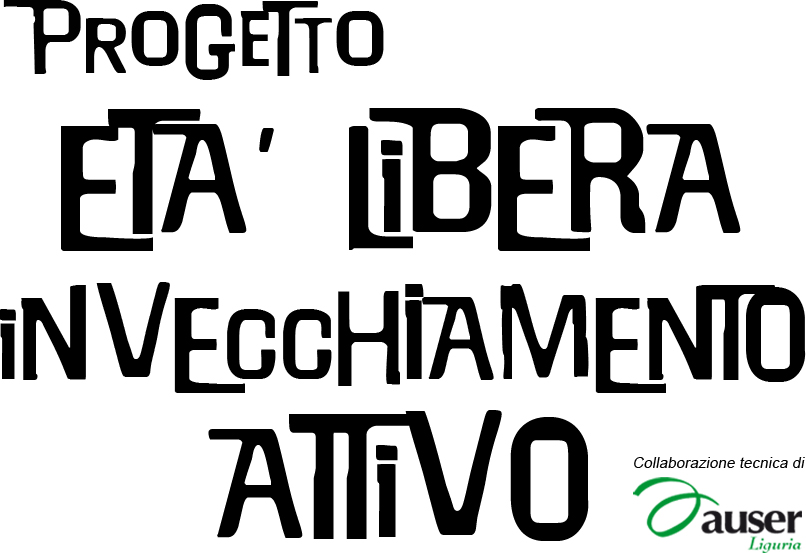 PROGETTO
ETA' LiBERA
iNVECCHiAMENTO
ATTiVO
Collaborazione tecnica di
auser
Liguria